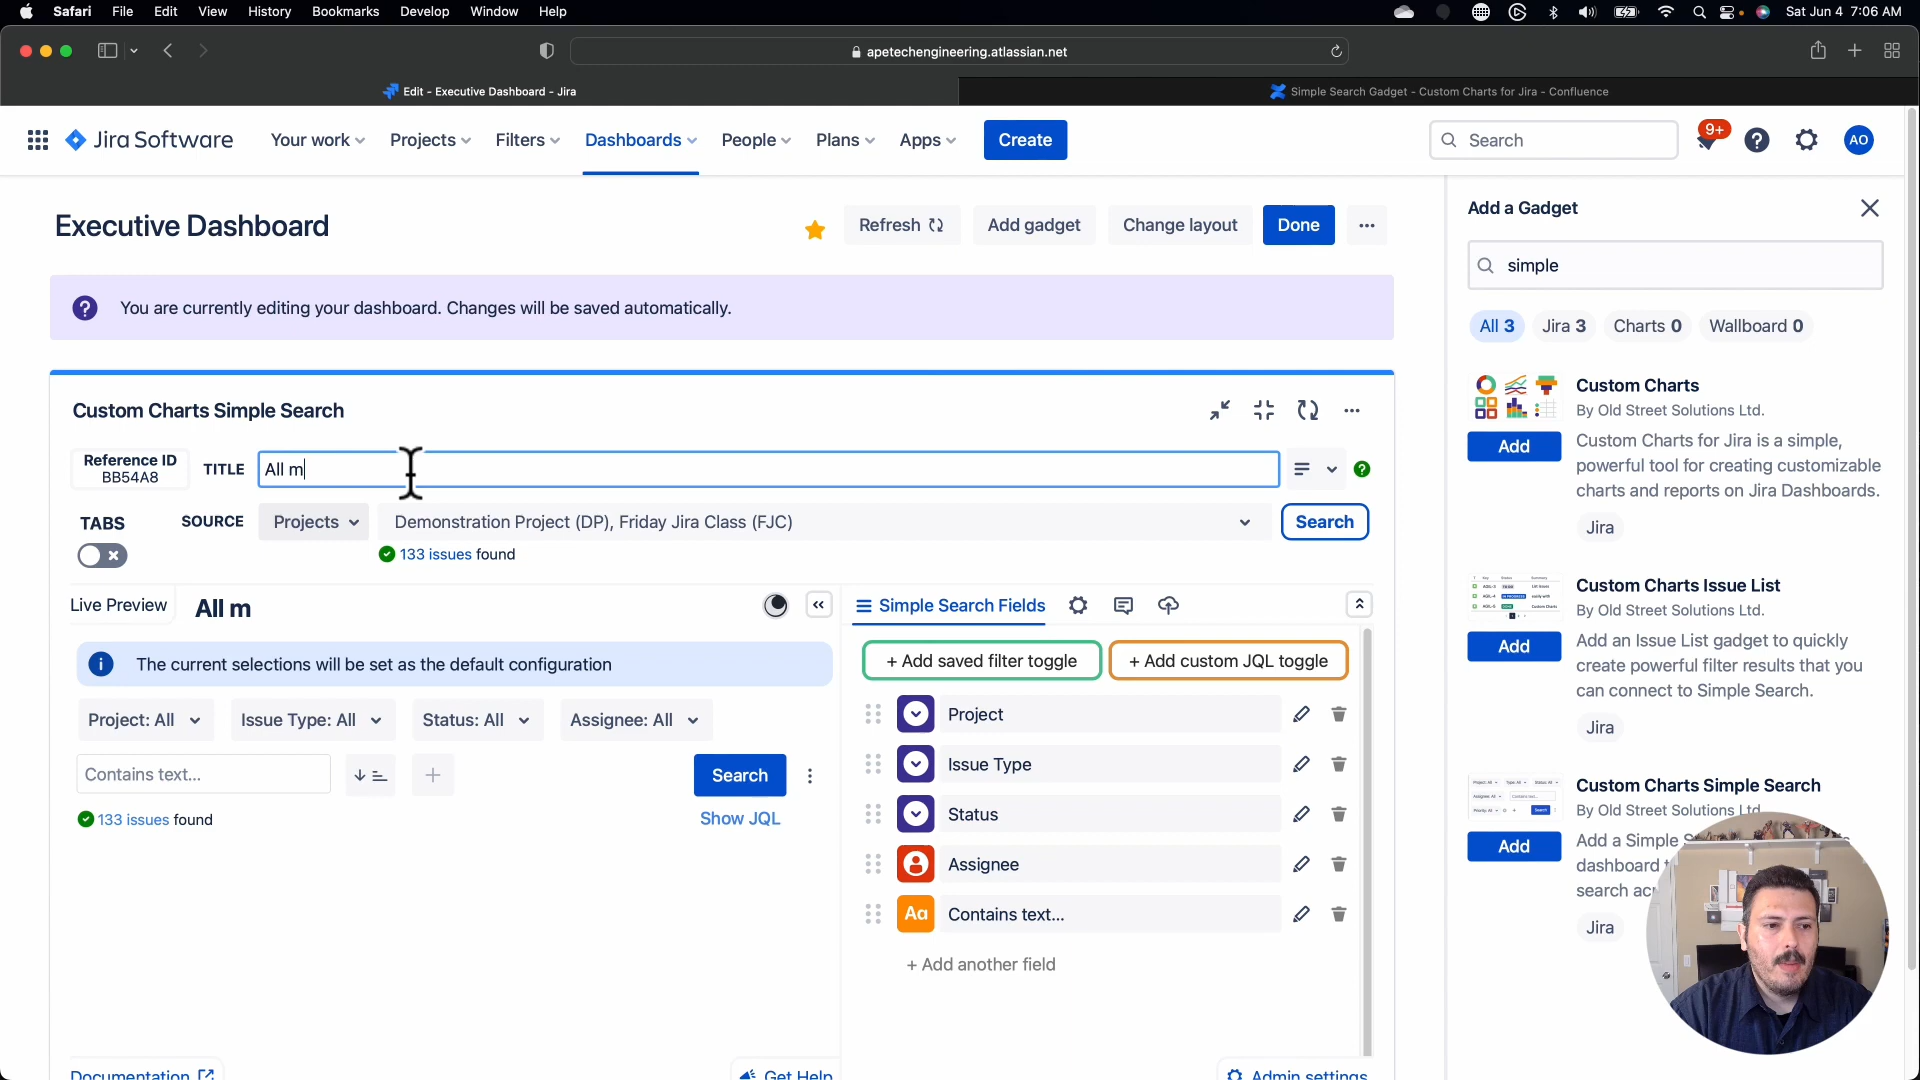 Safari File Edit View History Bookmarks Develop Window Help Sat Jun 4 7:06 AM
apetechengineering.atlassian.net
Edit - Executive Dashboard - Jira
Simple Search Gadget - Custom Charts for Jira - Confluence
Jira Software Your work Projects Filters Dashboards People Plans Apps Create Search 9+ AO
Executive Dashboard
Refresh Add gadget Change layout Done
You are currently editing your dashboard. Changes will be saved automatically.
Custom Charts Simple Search
Reference ID
BB54A8
TITLE All m
TABS SOURCE Projects Demonstration Project (DP), Friday Jira Class (FJC) Search
133 issues found
Live Preview All m
The current selections will be set as the default configuration
Project: All Issue Type: All Status: All Assignee: All
Contains text... Search
133 issues found Show JQL
Simple Search Fields
+ Add saved filter toggle + Add custom JQL toggle
Project
Issue Type
Status
Assignee
Aa Contains text...
+ Add another field
Documentation Get Help Admin settings
Add a Gadget
simple
All 3 Jira 3 Charts 0 Wallboard 0
Custom Charts
By Old Street Solutions Ltd.
Add
Custom Charts for Jira is a simple,
powerful tool for creating customizable
charts and reports on Jira Dashboards.
Jira
Custom Charts Issue List
By Old Street Solutions Ltd.
Add
Add an Issue List gadget to quickly
create powerful filter results that you
can connect to Simple Search.
Jira
Custom Charts Simple Search
By Old Street Solutions Ltd
Add
Add a Simple
dashboard
search
Jira